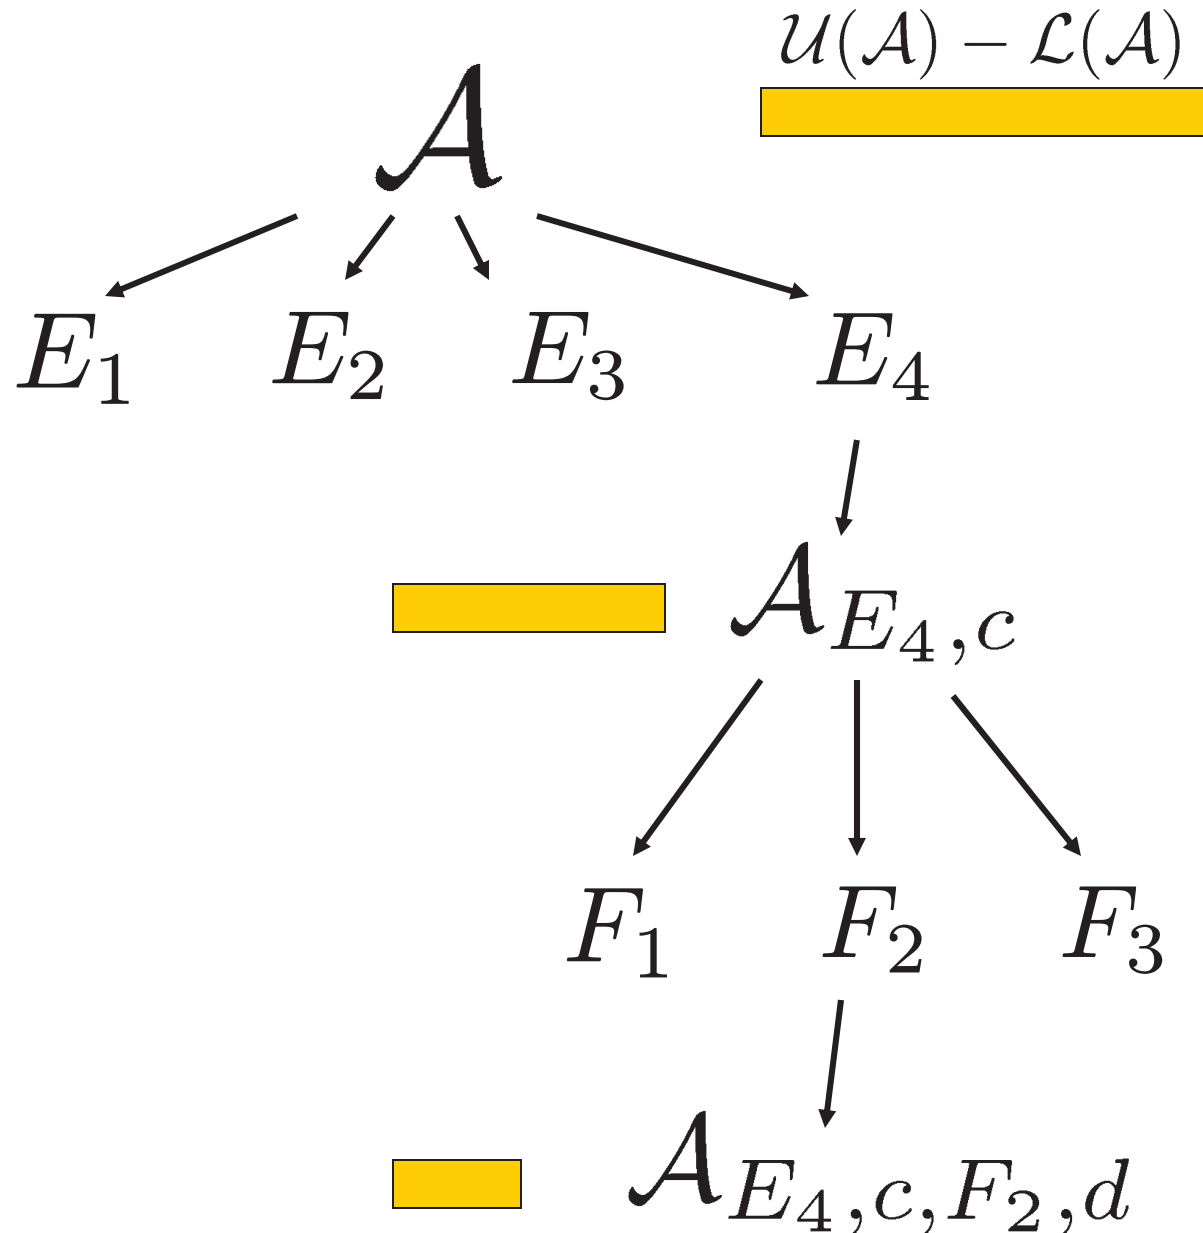 𝒰(𝒜) − ℒ(𝒜)
𝒜
E₁ E₂ E₃ E₄
𝒜_{E₄,c}
F₁ F₂ F₃
𝒜_{E₄,c,F₂,d}